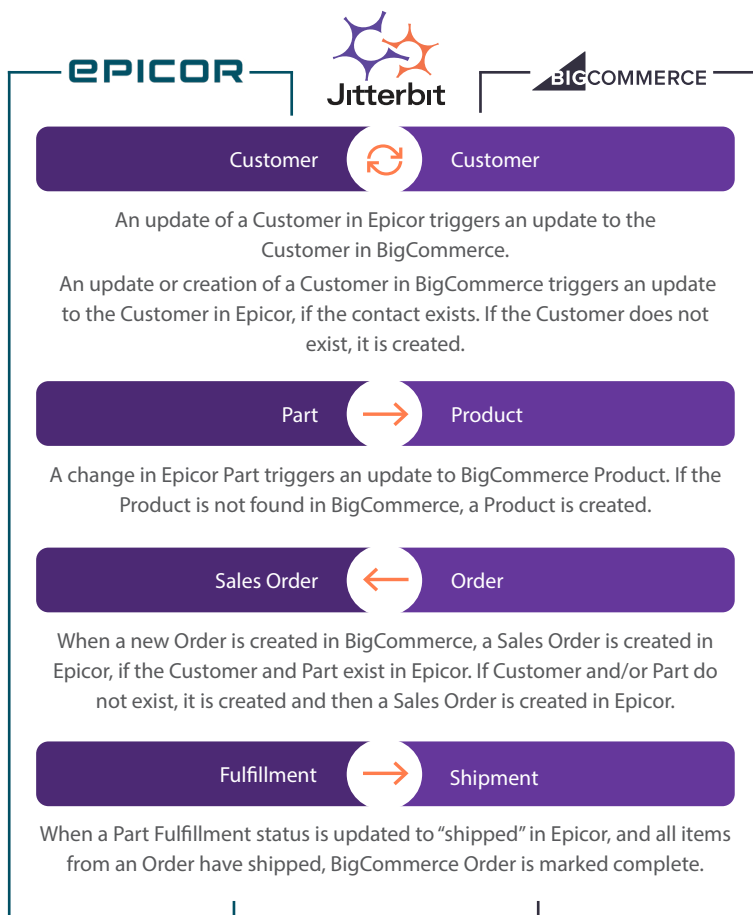 EPICOR
Jitterbit
BIGCOMMERCE
Customer
Customer
An update of a Customer in Epicor triggers an update to the
Customer in BigCommerce.
An update or creation of a Customer in BigCommerce triggers an update
to the Customer in Epicor, if the contact exists. If the Customer does not
exist, it is created.
Part
Product
A change in Epicor Part triggers an update to BigCommerce Product. If the
Product is not found in BigCommerce, a Product is created.
Sales Order
Order
When a new Order is created in BigCommerce, a Sales Order is created in
Epicor, if the Customer and Part exist in Epicor. If Customer and/or Part do
not exist, it is created and then a Sales Order is created in Epicor.
Fulfillment
Shipment
When a Part Fulfillment status is updated to “shipped” in Epicor, and all items
from an Order have shipped, BigCommerce Order is marked complete.